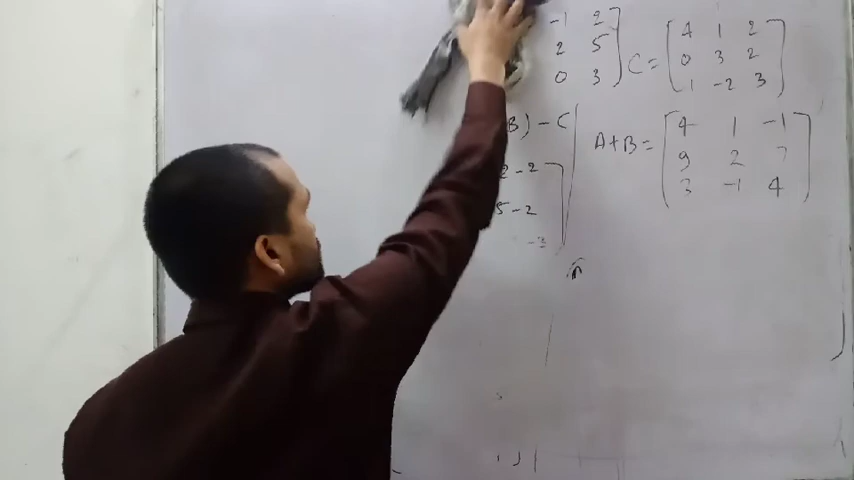 -1 2
2 5
0 3
C = [4 1 2
0 3 2
1 -2 3]
B) - C
A+B = [4 1 -1
9 2 7
3 -1 4]
2 - 2
5 - 2